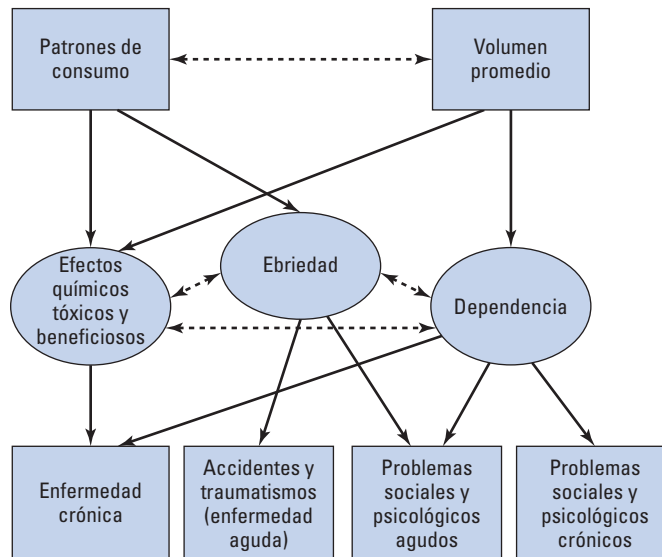 Patrones de
consumo
Volumen
promedio
Efectos
químicos
tóxicos y
beneficiosos
Ebriedad
Dependencia
Enfermedad
crónica
Accidentes y
traumatismos
(enfermedad
aguda)
Problemas
sociales y
psicológicos
agudos
Problemas
sociales y
psicológicos
crónicos